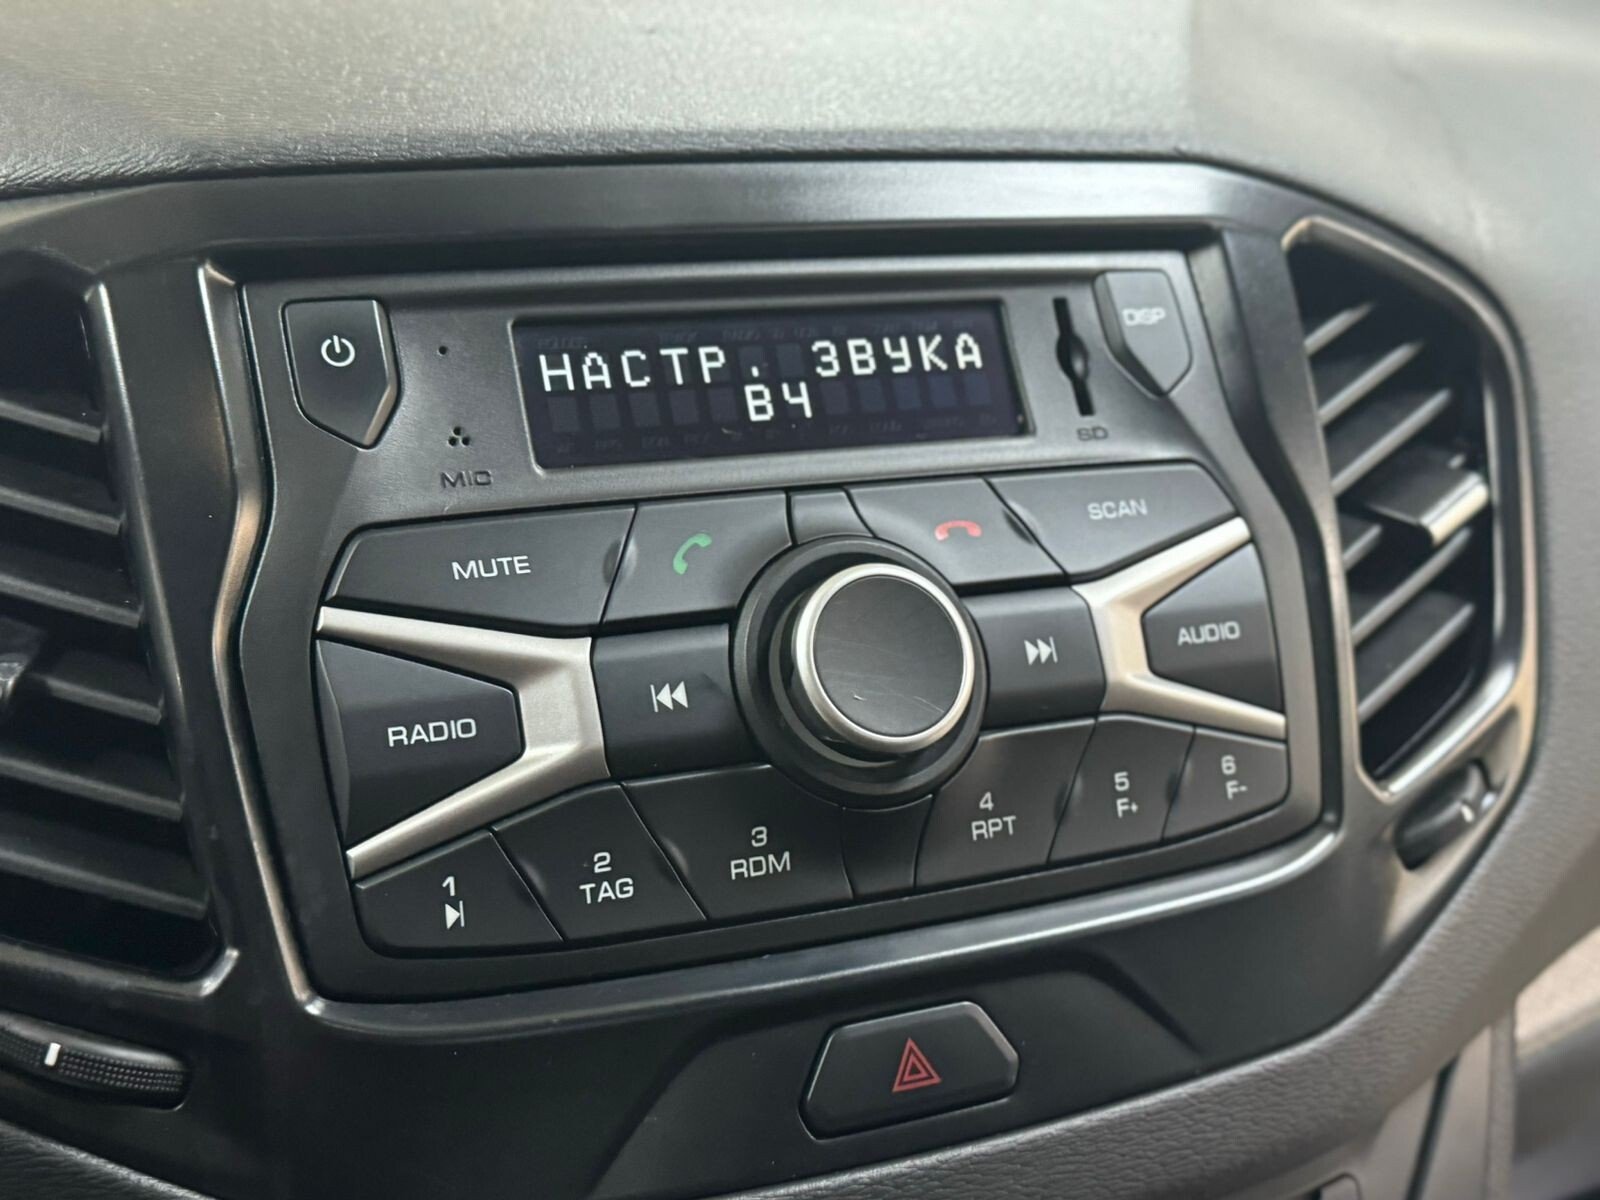 НАСТР. ЗВУКА
ВЧ
DISP
MIC
SD
MUTE
SCAN
RADIO
AUDIO
1
2
TAG
3
RDM
4
RPT
5
F+
6
F-